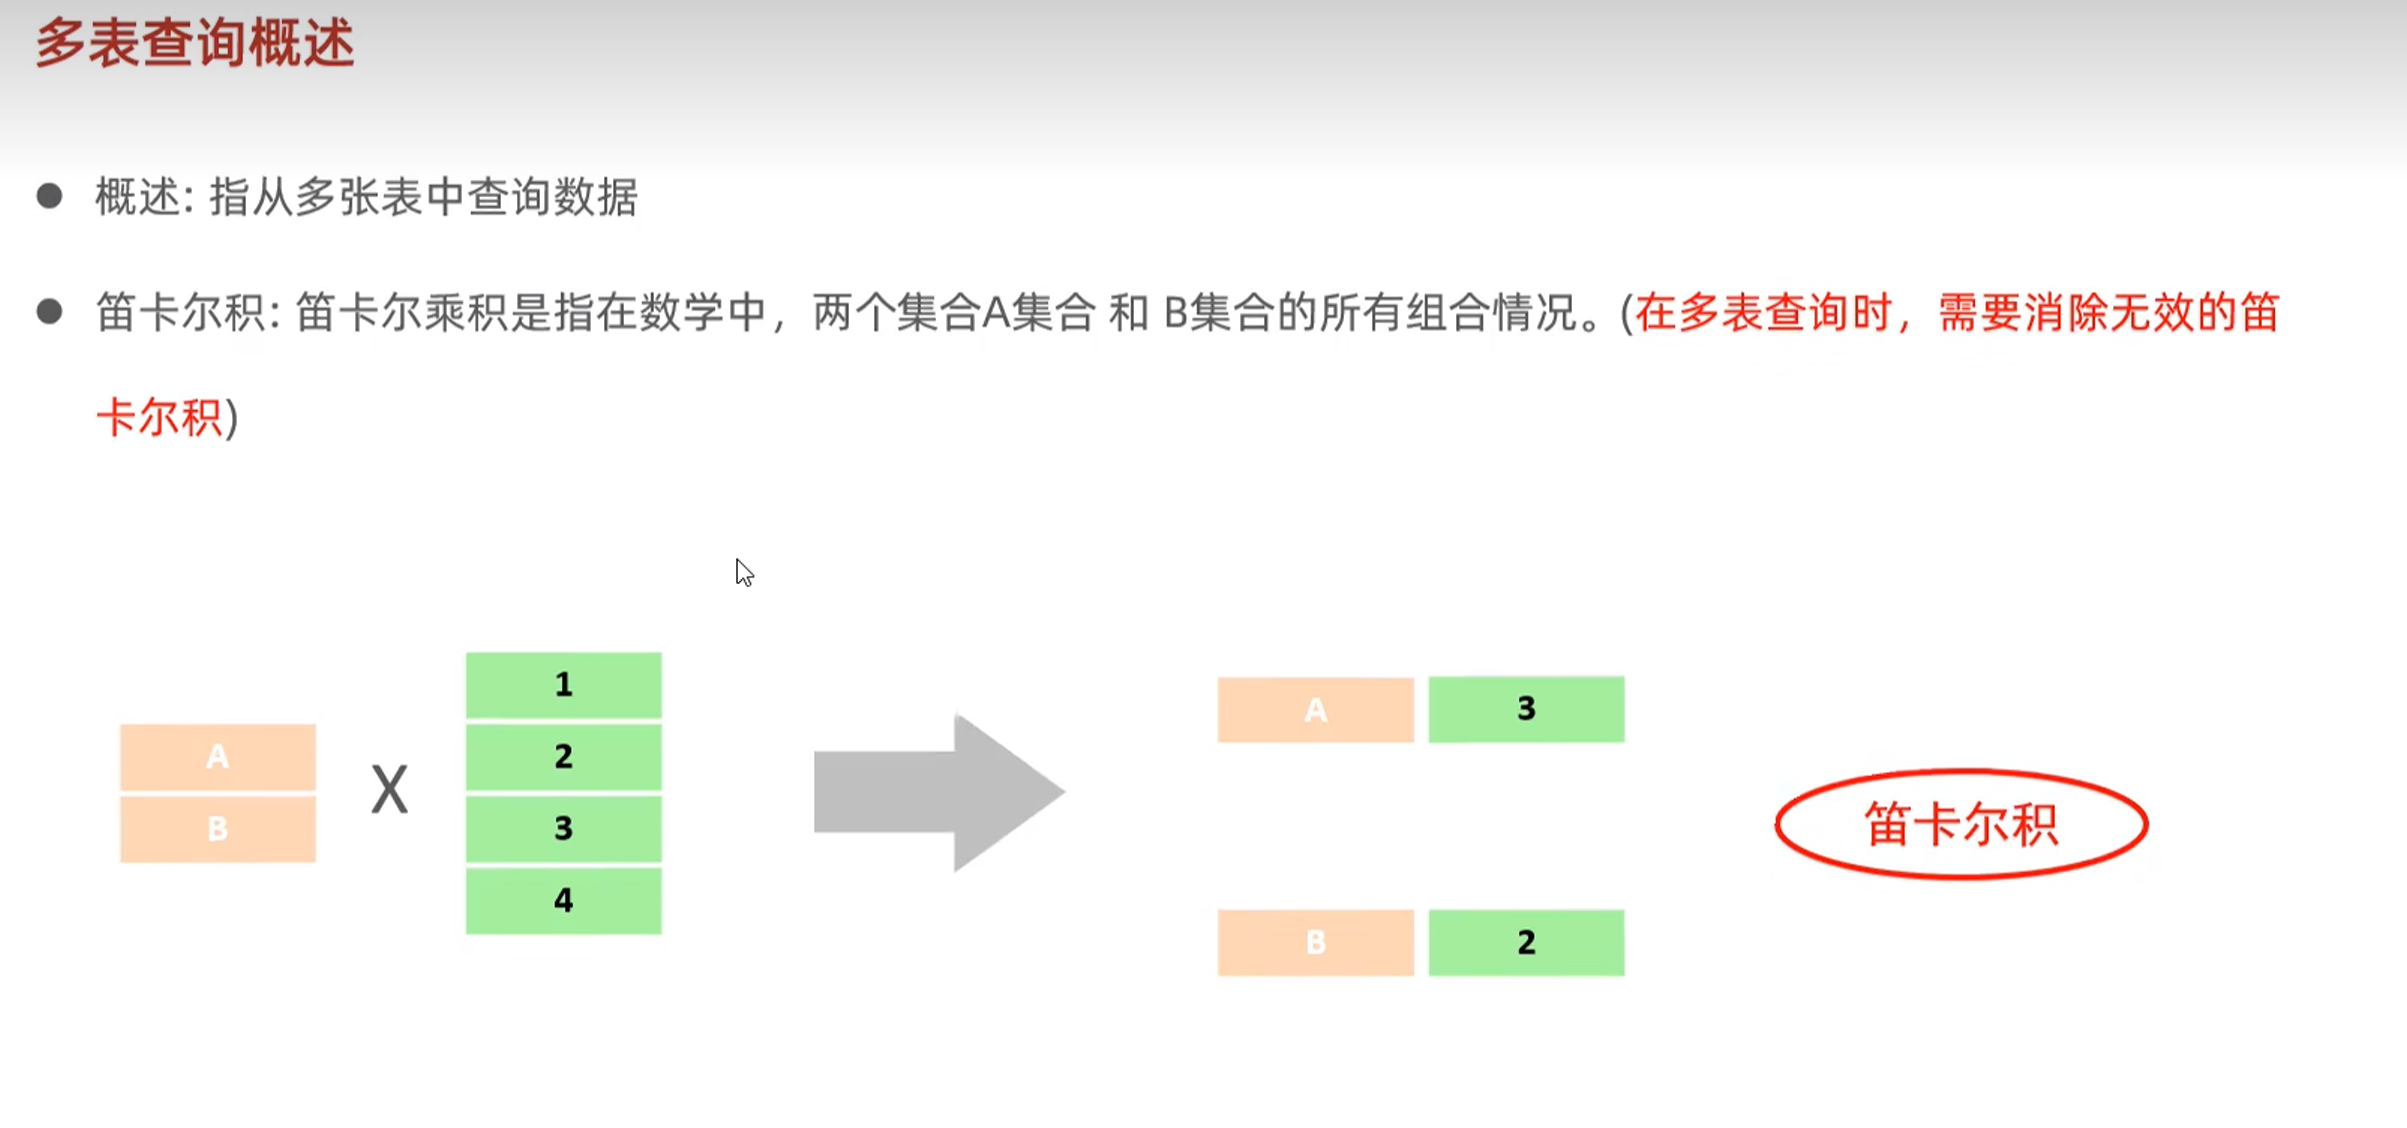 多表查询概述
概述: 指从多张表中查询数据
笛卡尔积: 笛卡尔乘积是指在数学中，两个集合A集合 和 B集合的所有组合情况。(在多表查询时，需要消除无效的笛
卡尔积)
A
B
X
1
2
3
4
A 3
B 2
笛卡尔积